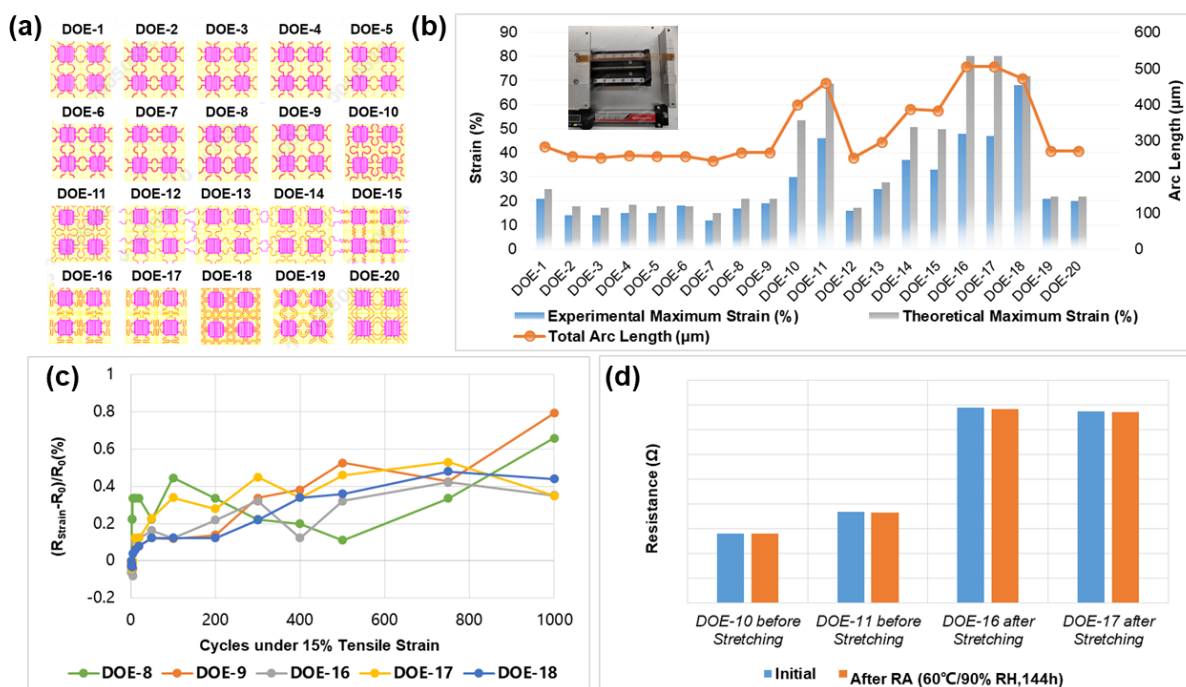 (a)
DOE-1 DOE-2 DOE-3 DOE-4 DOE-5
DOE-6 DOE-7 DOE-8 DOE-9 DOE-10
DOE-11 DOE-12 DOE-13 DOE-14 DOE-15
DOE-16 DOE-17 DOE-18 DOE-19 DOE-20
(b)
90
80
70
60
50
40
30
20
10
0
Strain (%)
600
500
400
300
200
100
0
Arc Length (µm)
DOE-1 DOE-2 DOE-3 DOE-4 DOE-5 DOE-6 DOE-7 DOE-8 DOE-9 DOE-10 DOE-11 DOE-12 DOE-13 DOE-14 DOE-15 DOE-16 DOE-17 DOE-18 DOE-19 DOE-20
Experimental Maximum Strain (%) Theoretical Maximum Strain (%)
Total Arc Length (µm)
(c)
1
0.8
0.6
0.4
0.2
0
-0.2
(R_Strain-R_0)/R_0(%)
0 200 400 600 800 1000
Cycles under 15% Tensile Strain
DOE-8 DOE-9 DOE-16 DOE-17 DOE-18
(d)
Resistance (Ω)
DOE-10 before DOE-11 before DOE-16 after DOE-17 after
Stretching Stretching Stretching Stretching
Initial After RA (60℃/90% RH,144h)